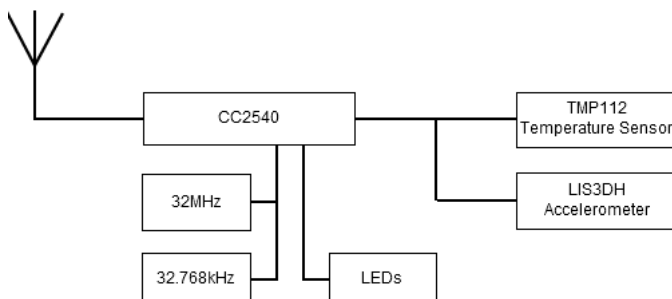 CC2540
TMP112
Temperature Sensor
32MHz
LIS3DH
Accelerometer
32.768kHz
LEDs